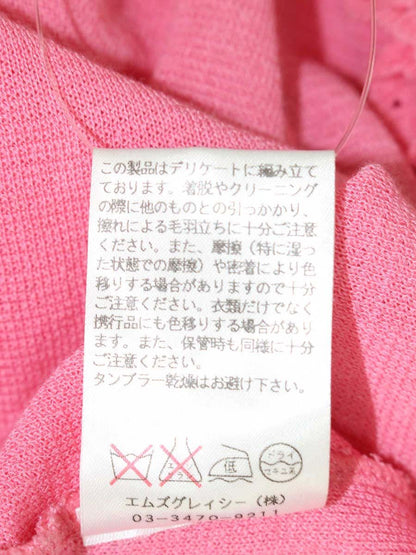 この製品はデリケートに編み立て
ております。着脱やクリーニング
の際に他のものとの引っかかり、
擦れによる毛羽立ちに十分ご注意
ください。また、摩擦（特に湿っ
た状態での摩擦）や密着により色
移りする場合がありますので十分
ご注意ください。衣類だけでなく
携行品にも色移りする場合があり
ます。また、保管時も同様に十分
ご注意ください。
タンブラー乾燥はお避け下さい。
エンソ
低
ドライ
エムズグレイシー（株）
03-3470-9211